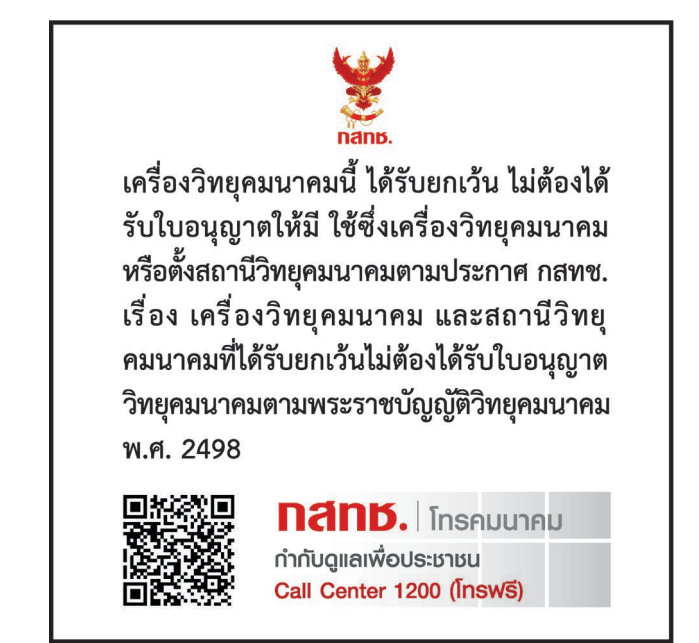 กสทช.
เครื่องวิทยุคมนาคมนี้ ได้รับยกเว้น ไม่ต้องได้
รับใบอนุญาตให้มี ใช้ซึ่งเครื่องวิทยุคมนาคม
หรือตั้งสถานีวิทยุคมนาคมตามประกาศ กสทช.
เรื่อง เครื่องวิทยุคมนาคม และสถานีวิทยุ
คมนาคมที่ได้รับยกเว้นไม่ต้องได้รับใบอนุญาต
วิทยุคมนาคมตามพระราชบัญญัติวิทยุคมนาคม
พ.ศ. 2498
กสทช. | โทรคมนาคม
กำกับดูแลเพื่อประชาชน
Call Center 1200 (โทรฟรี)